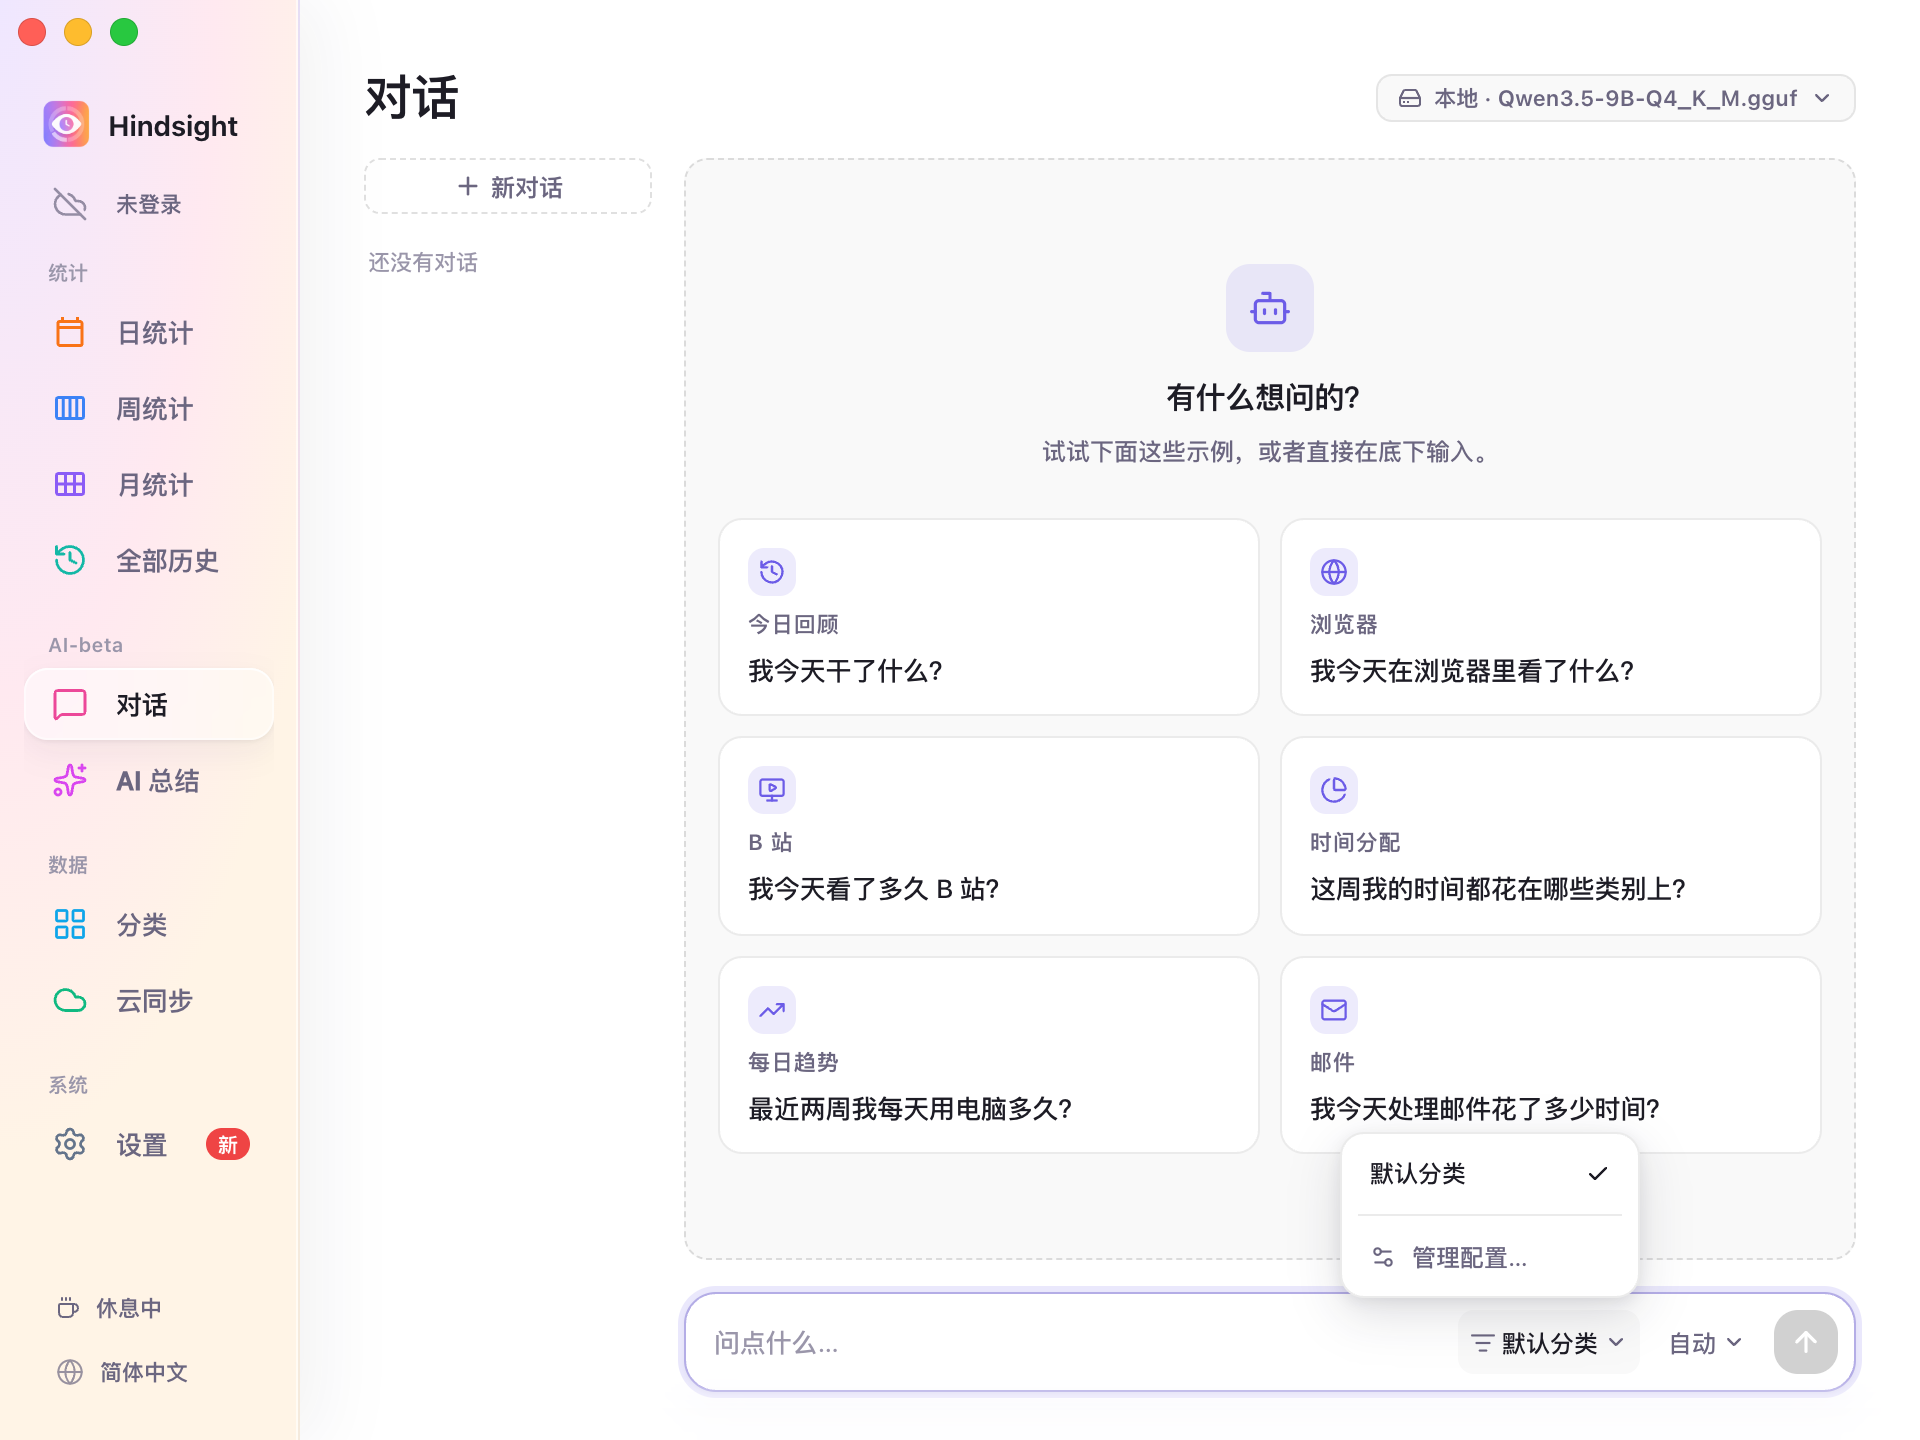 Hindsight
未登录
统计
日统计
周统计
月统计
全部历史
AI-beta
对话
AI 总结
数据
分类
云同步
系统
设置
新
休息中
简体中文
对话
本地 · Qwen3.5-9B-Q4_K_M.gguf
新对话
还没有对话
有什么想问的?
试试下面这些示例，或者直接在底下输入。
今日回顾
我今天干了什么?
浏览器
我今天在浏览器里看了什么?
B 站
我今天看了多久 B 站?
时间分配
这周我的时间都花在哪些类别上?
每日趋势
最近两周我每天用电脑多久?
邮件
我今天处理邮件花了多少时间?
默认分类
管理配置...
问点什么...
默认分类
自动